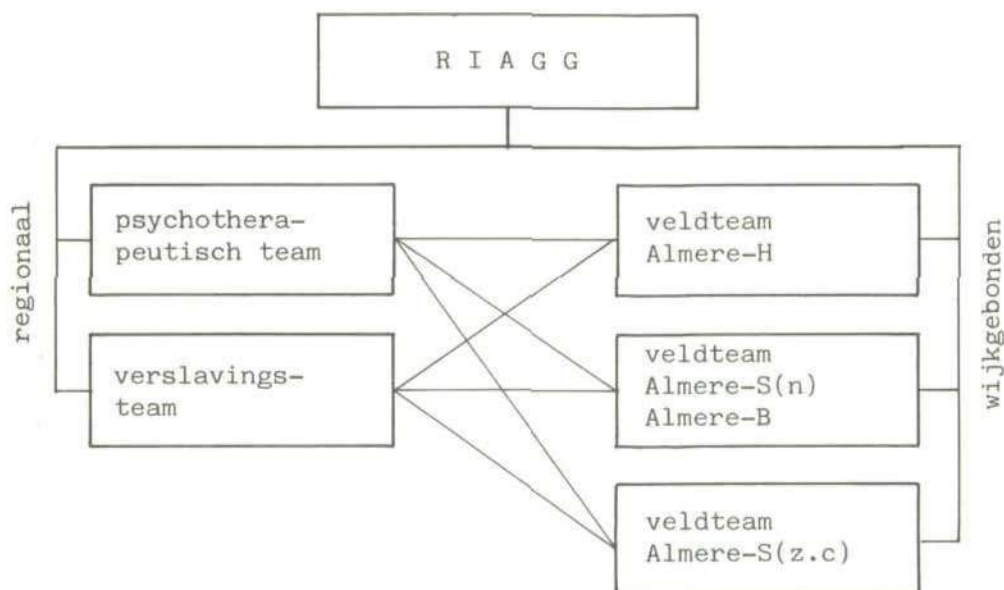 R I A G G
regionaal
psychothera-
peutisch team
verslavings-
team
veldteam
Almere-H
veldteam
Almere-S(n)
Almere-B
veldteam
Almere-S(z.c)
wijkgebonden